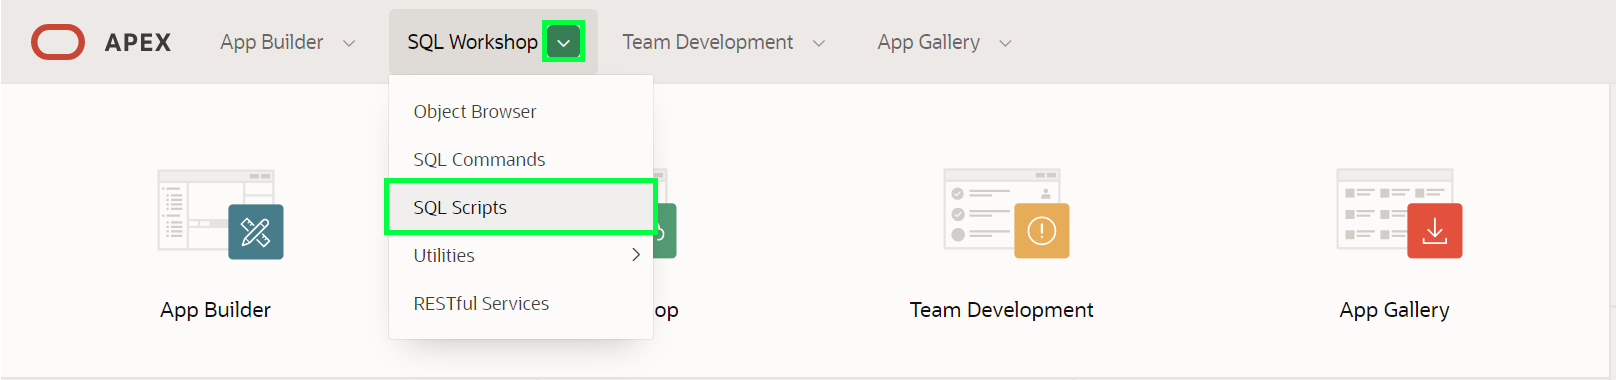 APEX App Builder SQL Workshop Team Development App Gallery
Object Browser
SQL Commands
SQL Scripts
Utilities
RESTful Services
App Builder op Team Development App Gallery